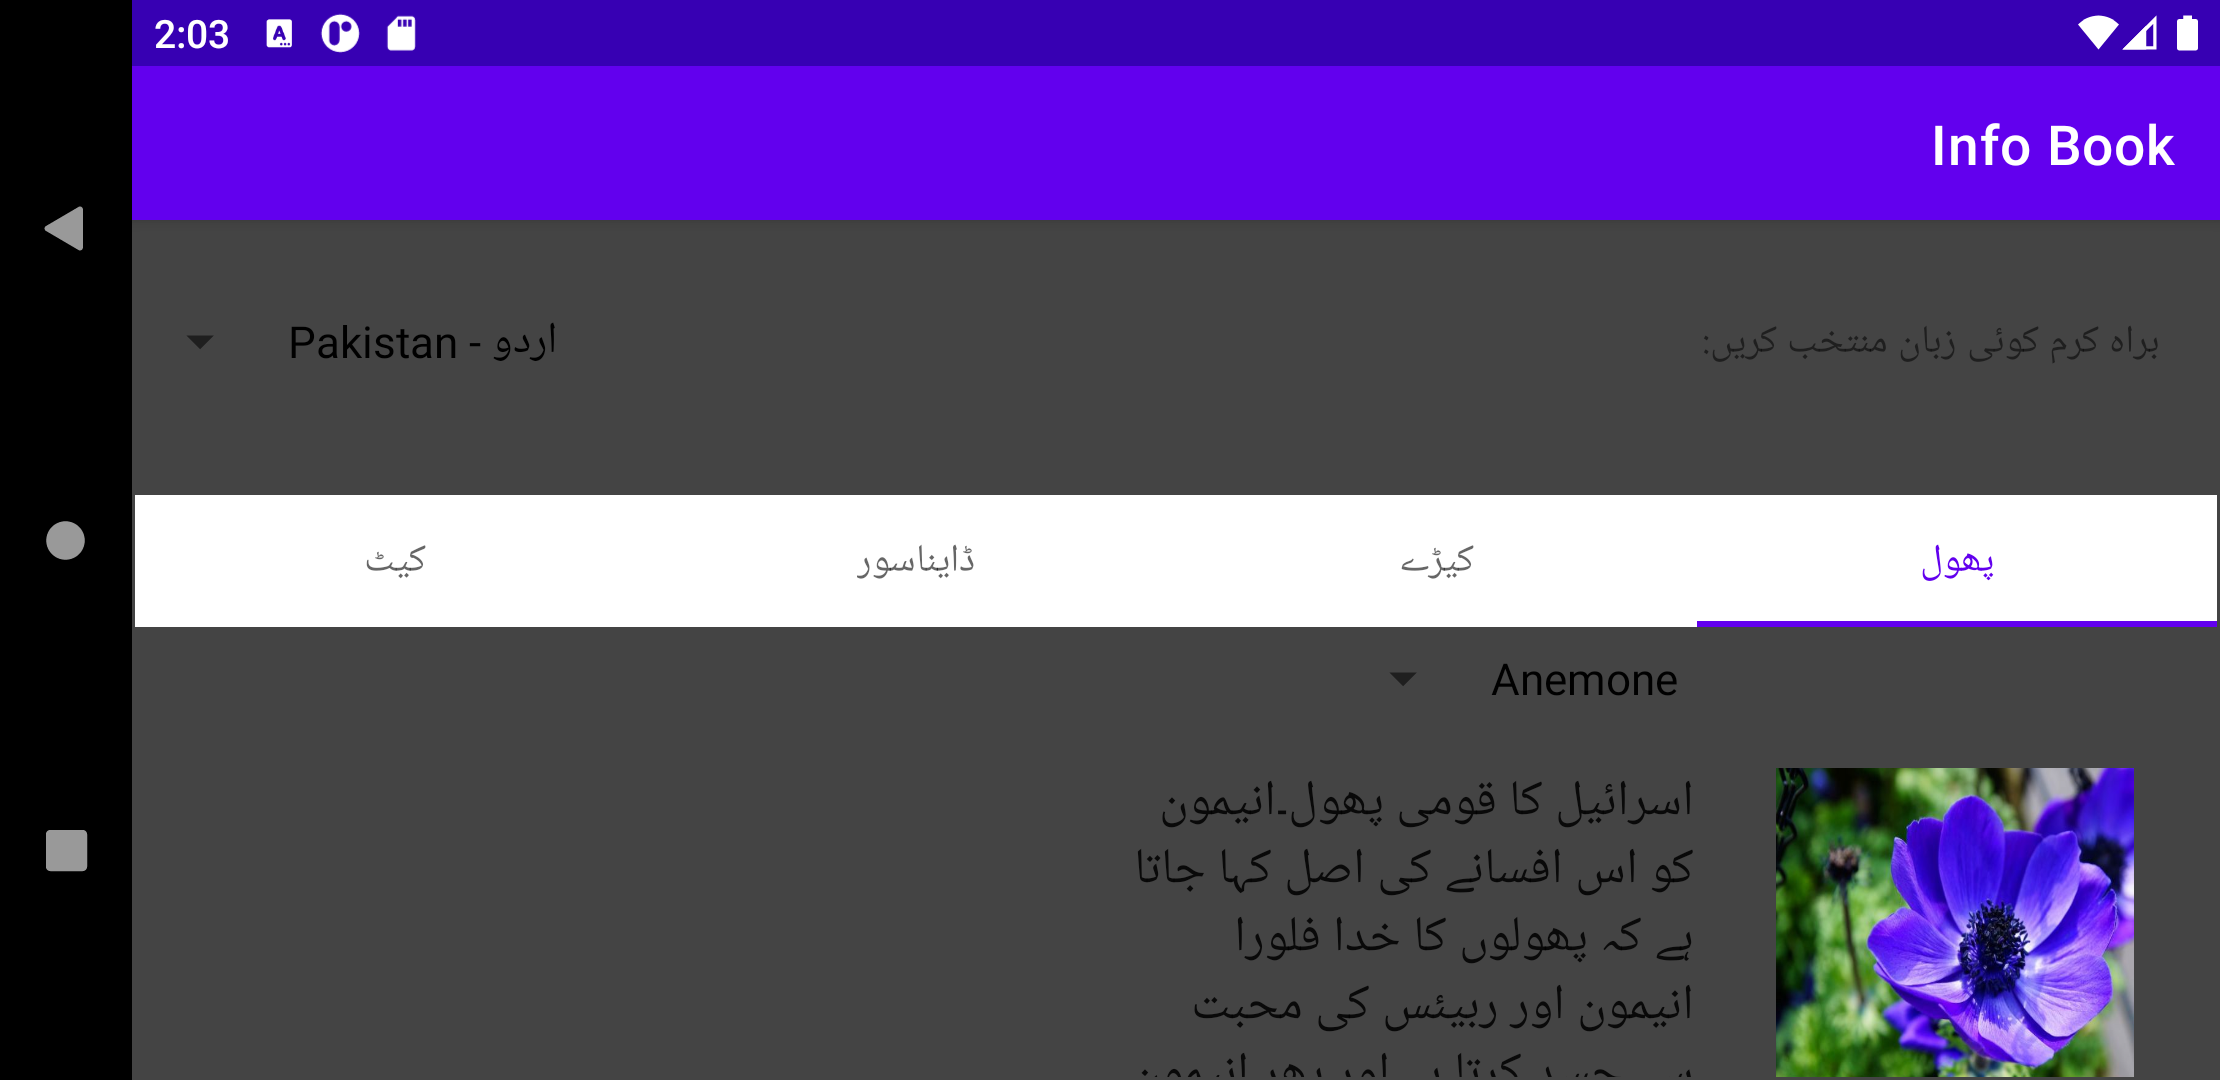 2:03
Info Book
براہ کرم کوئی زبان منتخب کریں:
اردو - Pakistan
پھول
کیڑے
ڈایناسور
کیٹ
Anemone
اسرائیل کا قومی پھول۔انیمون
کو اس افسانے کی اصل کہا جاتا
ہے کہ پھولوں کا خدا فلورا
انیمون اور ریبئس کی محبت